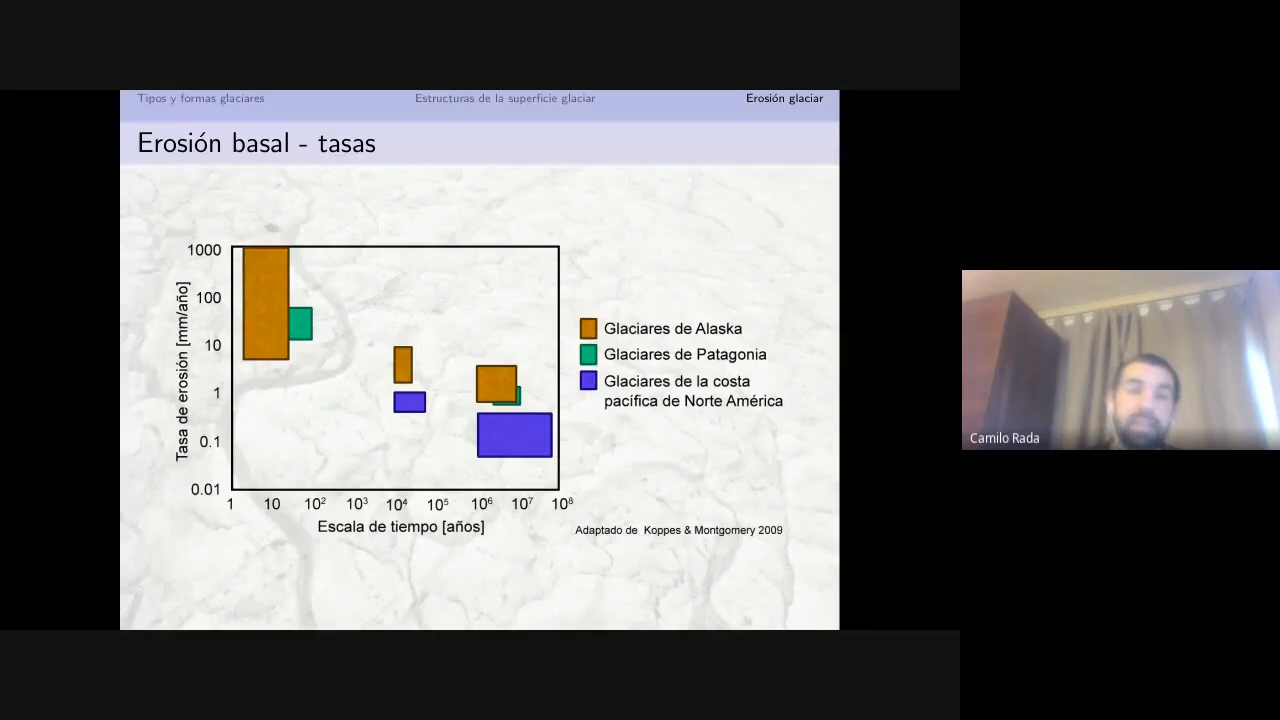 Tipos y formas glaciares
Estructuras de la superficie glaciar
Erosión glaciar
Erosión basal - tasas
Tasa de erosión [mm/año]
1000
100
10
1
0.1
0.01
1
10
10²
10³
10⁴
10⁵
10⁶
10⁷
10⁸
Escala de tiempo [años]
Glaciares de Alaska
Glaciares de Patagonia
Glaciares de la costa
pacífica de Norte América
Adaptado de Koppes & Montgomery 2009
Camilo Rada